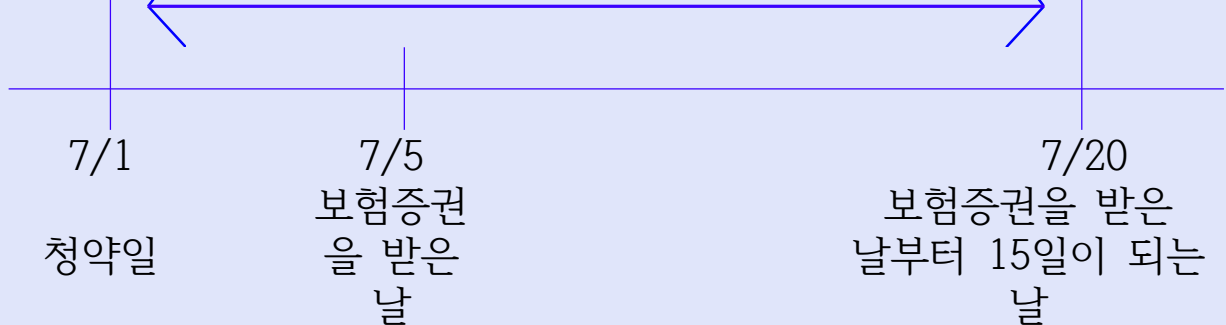 7/1
청약일
7/5
보험증권
을 받은
날
7/20
보험증권을 받은
날부터 15일이 되는
날